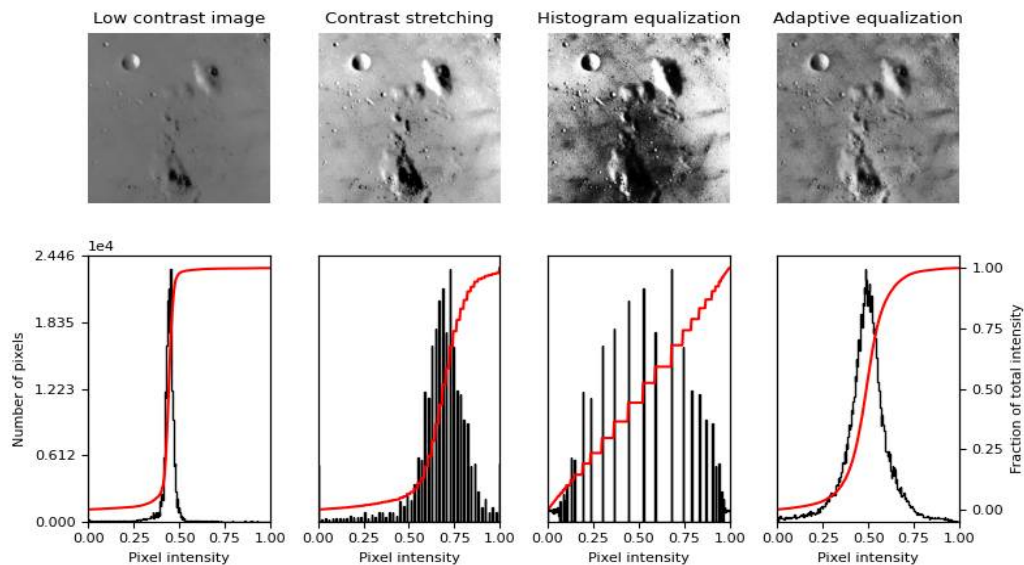 Low contrast image
Contrast stretching
Histogram equalization
Adaptive equalization
1e4
2.446
1.835
1.223
0.612
0.000
Number of pixels
0.00 0.25 0.50 0.75 1.00
Pixel intensity
0.00 0.25 0.50 0.75 1.00
Pixel intensity
0.00 0.25 0.50 0.75 1.00
Pixel intensity
0.00 0.25 0.50 0.75 1.00
Pixel intensity
1.00
0.75
0.50
0.25
0.00
Fraction of total intensity